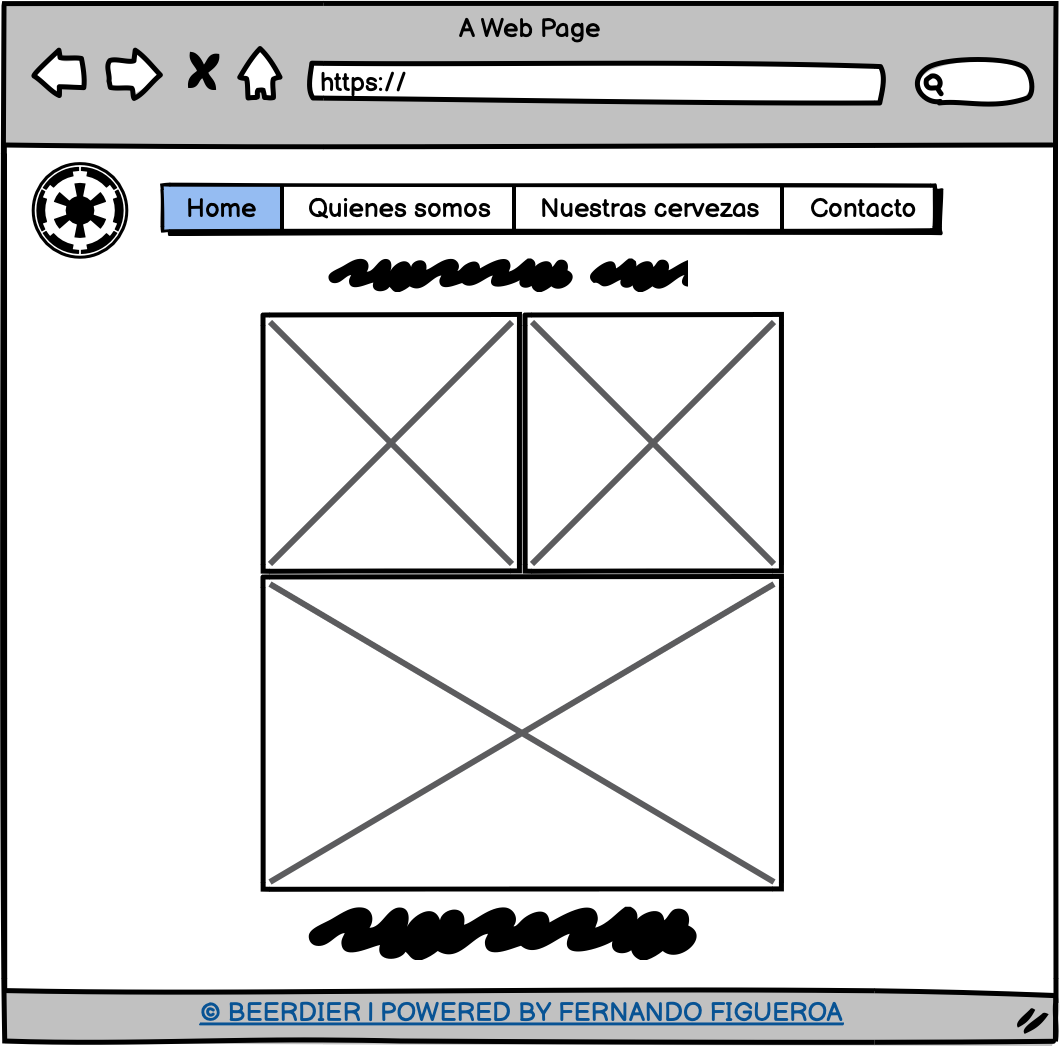 A Web Page
https://
Home Quienes somos Nuestras cervezas Contacto
© BEERDIER | POWERED BY FERNANDO FIGUEROA